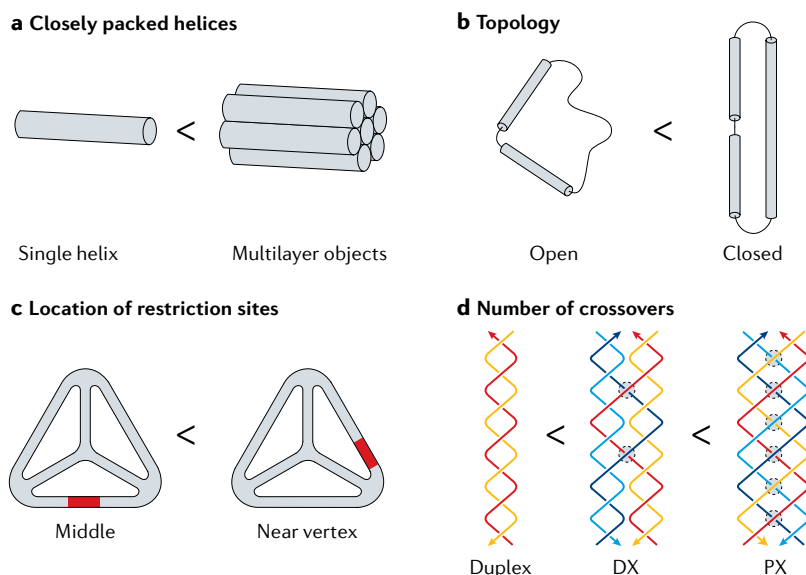 a Closely packed helices
<
Single helix
Multilayer objects
b Topology
<
Open
Closed
c Location of restriction sites
<
Middle
Near vertex
d Number of crossovers
<
<
Duplex
DX
PX